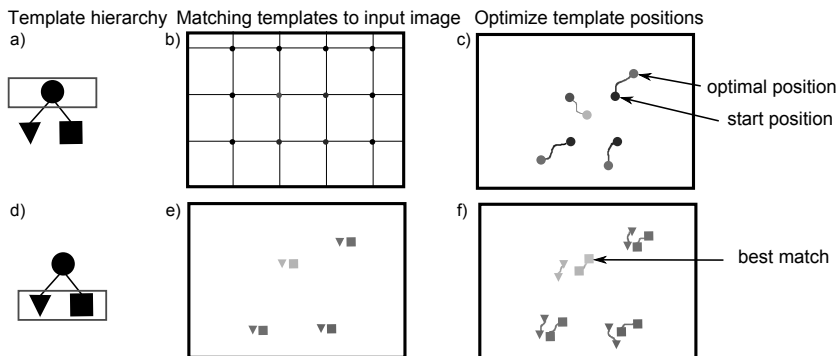 Template hierarchy Matching templates to input image Optimize template positions
a) b) c)
optimal position
start position
d) e) f)
best match